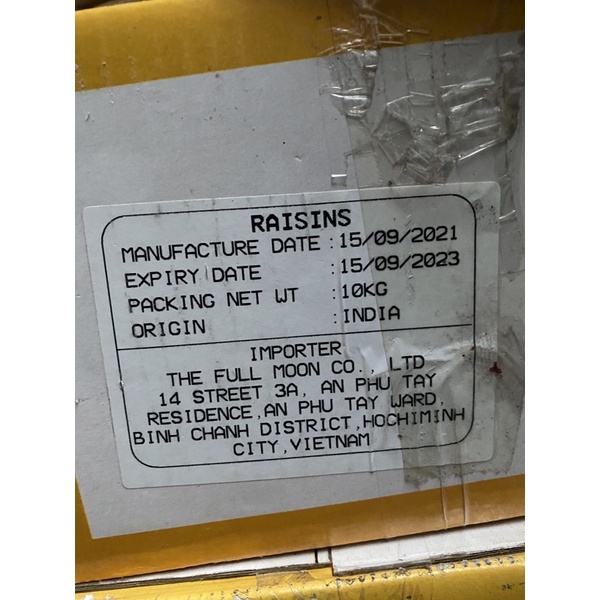 RAISINS
MANUFACTURE DATE : 15/09/2021
EXPIRY DATE : 15/09/2023
PACKING NET WT : 10KG
ORIGIN : INDIA
IMPORTER
THE FULL MOON CO., LTD
14 STREET 3A, AN PHU TAY
RESIDENCE, AN PHU TAY WARD,
BINH CHANH DISTRICT, HOCHIMINH
CITY, VIETNAM